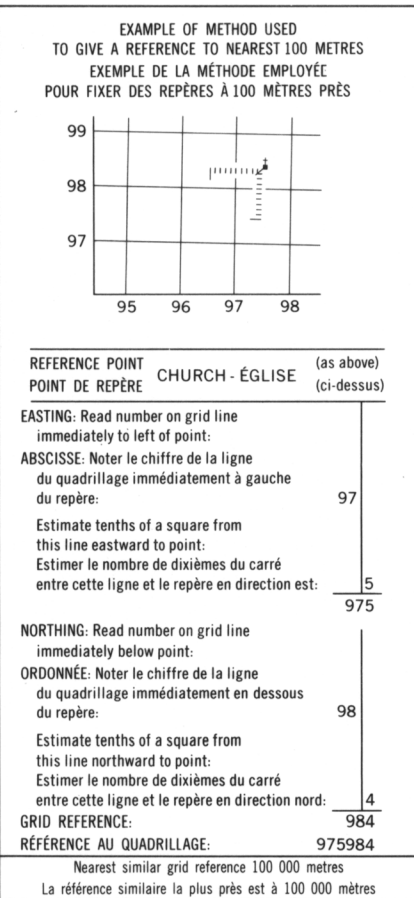 EXAMPLE OF METHOD USED
TO GIVE A REFERENCE TO NEAREST 100 METRES
EXEMPLE DE LA MÉTHODE EMPLOYÉE
POUR FIXER DES REPÈRES À 100 MÈTRES PRÈS
99
98
97
95 96 97 98
REFERENCE POINT
POINT DE REPÈRE
CHURCH - ÉGLISE
(as above)
(ci-dessus)
EASTING: Read number on grid line
immediately to left of point:
ABSCISSE: Noter le chiffre de la ligne
du quadrillage immédiatement à gauche
du repère: 97
Estimate tenths of a square from
this line eastward to point:
Estimer le nombre de dixièmes du carré
entre cette ligne et le repère en direction est: 5
975
NORTHING: Read number on grid line
immediately below point:
ORDONNÉE: Noter le chiffre de la ligne
du quadrillage immédiatement en dessous
du repère: 98
Estimate tenths of a square from
this line northward to point:
Estimer le nombre de dixièmes du carré
entre cette ligne et le repère en direction nord: 4
GRID REFERENCE: 984
RÉFÉRENCE AU QUADRILLAGE: 975984
Nearest similar grid reference 100 000 metres
La référence similaire la plus près est à 100 000 mètres